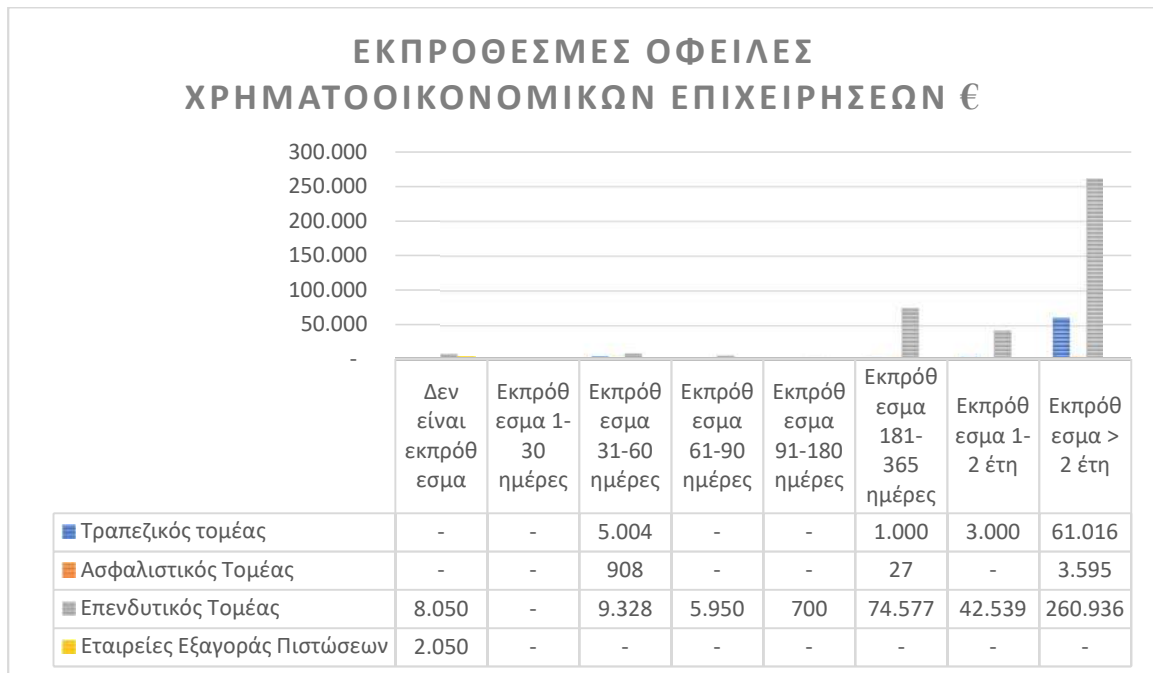 ΕΚΠΡΟΘΕΣΜΕΣ ΟΦΕΙΛΕΣ
ΧΡΗΜΑΤΟΟΙΚΟΝΟΜΙΚΩΝ ΕΠΙΧΕΙΡΗΣΕΩΝ €
300.000
250.000
200.000
150.000
100.000
50.000
-
Δεν
είναι
εκπρόθ
εσμα
Εκπρόθ
εσμα 1-
30
ημέρες
Εκπρόθ
εσμα
31-60
ημέρες
Εκπρόθ
εσμα
61-90
ημέρες
Εκπρόθ
εσμα
91-180
ημέρες
Εκπρόθ
εσμα
181-
365
ημέρες
Εκπρόθ
εσμα 1-
2 έτη
Εκπρόθ
εσμα >
2 έτη
Τραπεζικός τομέας - - 5.004 - - 1.000 3.000 61.016
Ασφαλιστικός Τομέας - - 908 - - 27 - 3.595
Επενδυτικός Τομέας 8.050 - 9.328 5.950 700 74.577 42.539 260.936
Εταιρείες Εξαγοράς Πιστώσεων 2.050 - - - - - - -